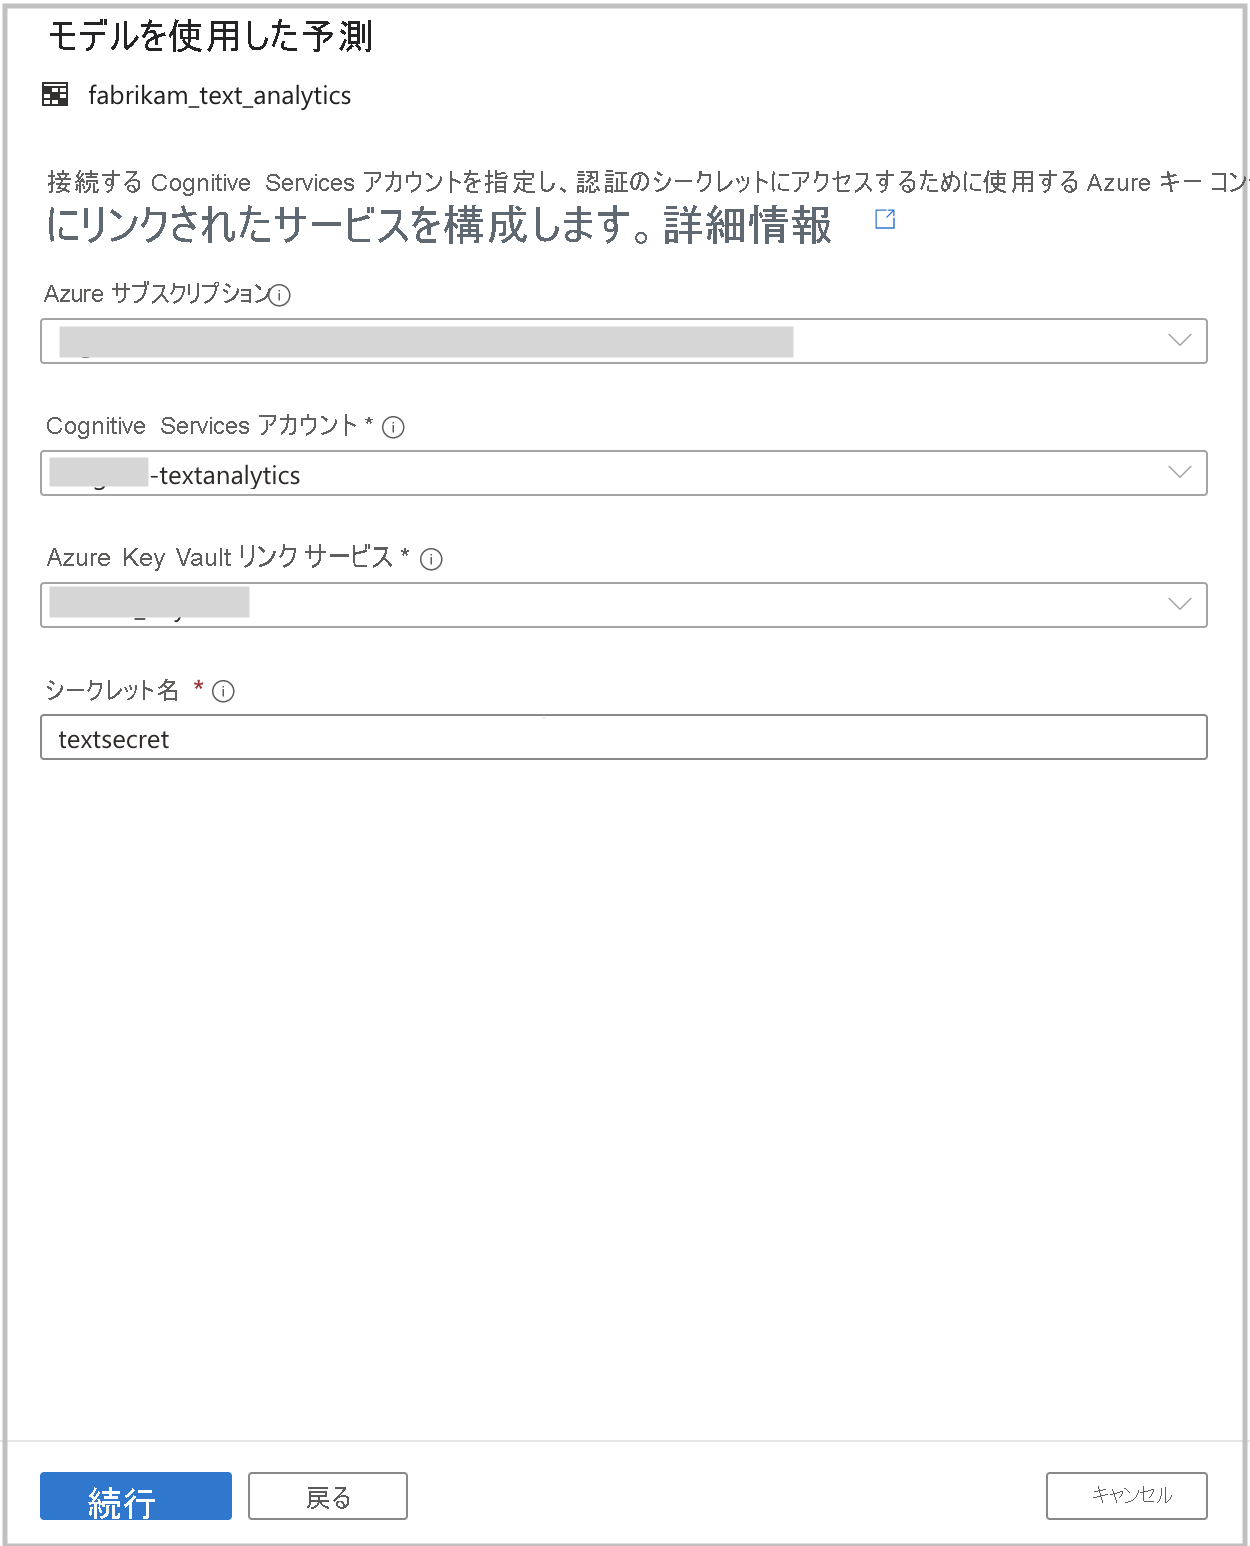 モデルを使用した予測
fabrikam_text_analytics
接続する Cognitive Services アカウントを指定し、認証のシークレットにアクセスするために使用する Azure キー コン
にリンクされたサービスを構成します。詳細情報
Azure サブスクリプション
Cognitive Services アカウント *
-textanalytics
Azure Key Vault リンク サービス *
シークレット名 *
textsecret
続行
戻る
キャンセル